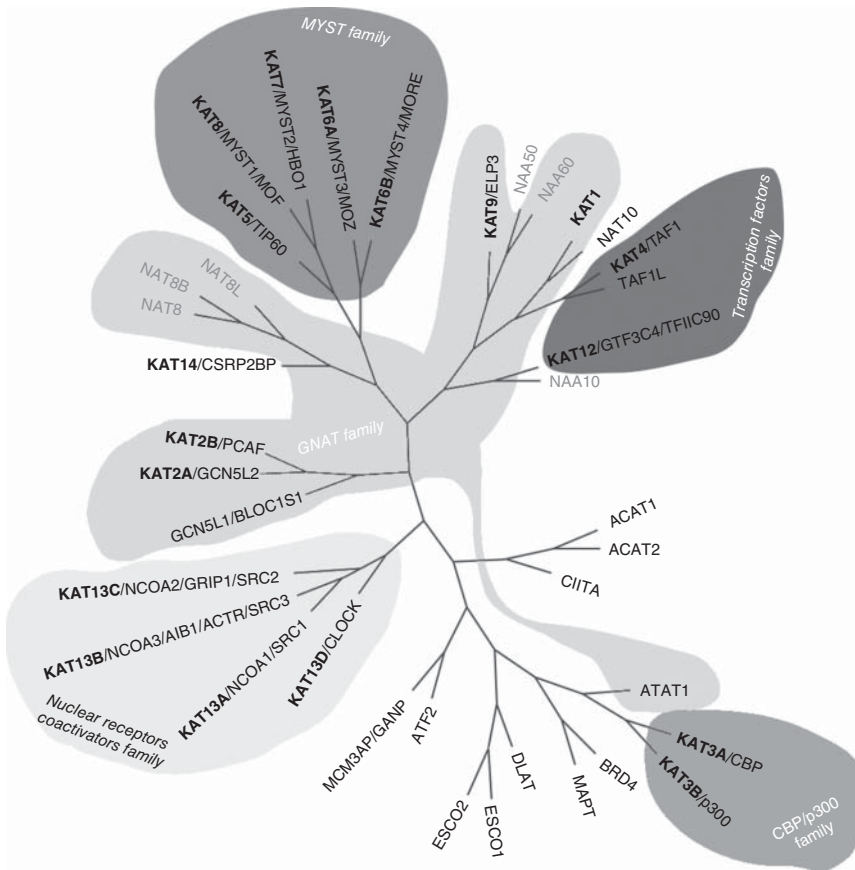 MYST family
KAT7/MYST2/HBO1
KAT8/MYST1/MOF
KAT6A/MYST3/MOZ
KAT6B/MYST4/MORE
KAT5/TIP60
KAT9/ELP3
NAA50
NAA60
KAT1
NAT10
KAT4/TAF1
TAF1L
Transcription factors
family
KAT12/GTF3C4/TFIIC90
NAA10
NAT8L
NAT8B
NAT8
KAT14/CSRP2BP
GNAT family
KAT2B/PCAF
KAT2A/GCN5L2
GCN5L1/BLOC1S1
ACAT1
ACAT2
CIITA
KAT13C/NCOA2/GRIP1/SRC2
KAT13B/NCOA3/AIB1/ACTR/SRC3
KAT13A/NCOA1/SRC1
KAT13D/CLOCK
Nuclear receptors
coactivators family
MCM3AP/GANP
ATF2
ESCO2
ESCO1
DLAT
MAPT
BRD4
ATAT1
KAT3A/CBP
KAT3B/p300
CBP/p300
family